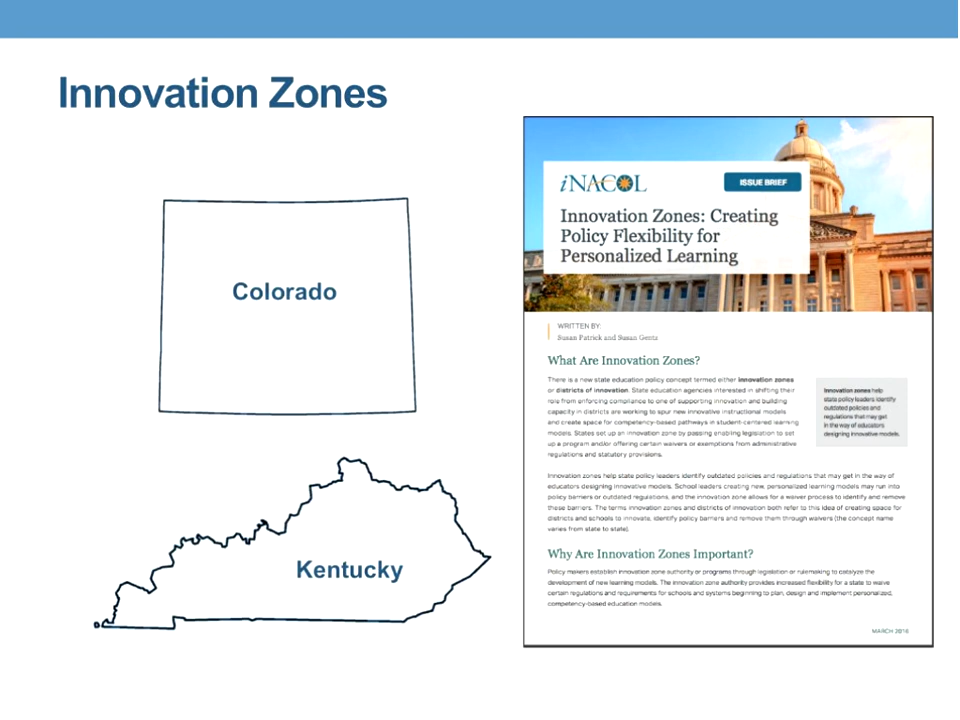 Innovation Zones
Colorado
Kentucky
iNACOL
ISSUE BRIEF
Innovation Zones: Creating
Policy Flexibility for
Personalized Learning
WRITTEN BY:
Susan Patrick and Susan Gentz
What Are Innovation Zones?
There is a new state education policy concept termed either innovation zones
or districts of innovation. State education agencies interested in shifting their
role from enforcing compliance to one of supporting innovation and building
capacity in districts are working to spur new innovative instructional models
and create space for competency-based pathways in student-centered learning
models. States set up an innovation zone by passing enabling legislation to set
up a program and/or offering certain waivers or exemptions from administrative
regulations and statutory provisions.
Innovation zones help
state policy leaders identify
outdated policies and
regulations that may get
in the way of educators
designing innovative models.
Innovation zones help state policy leaders identify outdated policies and regulations that may get in the way of
educators designing innovative models. School leaders creating new, personalized learning models may run into
policy barriers or outdated regulations, and the innovation zone allows for a waiver process to identify and remove
these barriers. The terms innovation zones and districts of innovation both refer to this idea of creating space for
districts and schools to innovate, identify policy barriers and remove them through waivers (the concept name
varies from state to state).
Why Are Innovation Zones Important?
Policy makers establish innovation zone authority or programs through legislation or rulemaking to catalyze the
development of new learning models. The innovation zone authority provides increased flexibility for a state to waive
certain regulations and requirements for schools and systems beginning to plan, design and implement personalized,
competency-based education models.
MARCH 2016